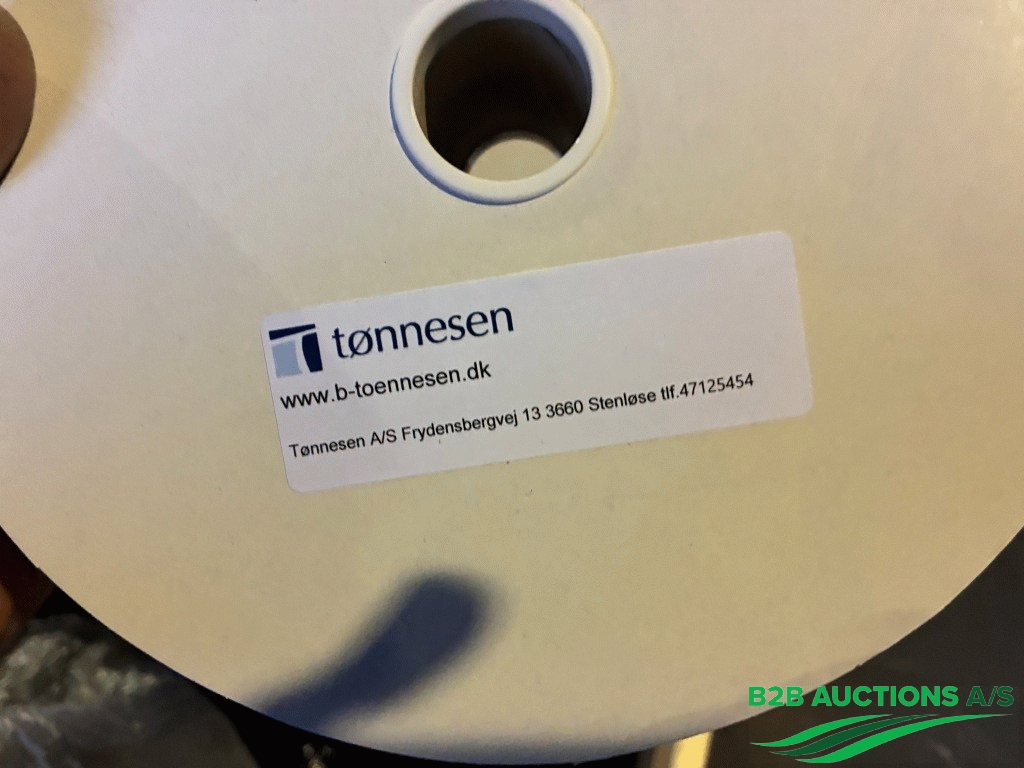 tønnesen
www.b-toennesen.dk
Tønnesen A/S Frydensbergvej 13 3660 Stenløse tlf.47125454
B2B AUCTIONS A/S